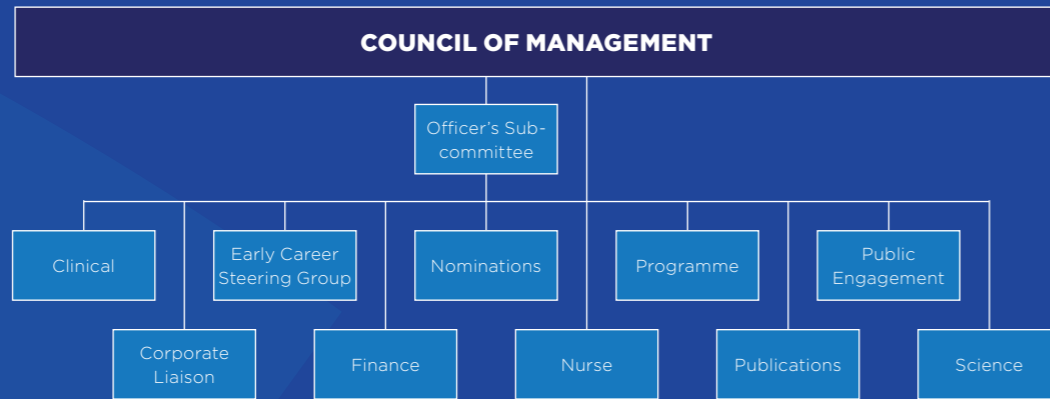 COUNCIL OF MANAGEMENT
Officer's Sub-
committee
Clinical
Early Career
Steering Group
Nominations
Programme
Public
Engagement
Corporate
Liaison
Finance
Nurse
Publications
Science